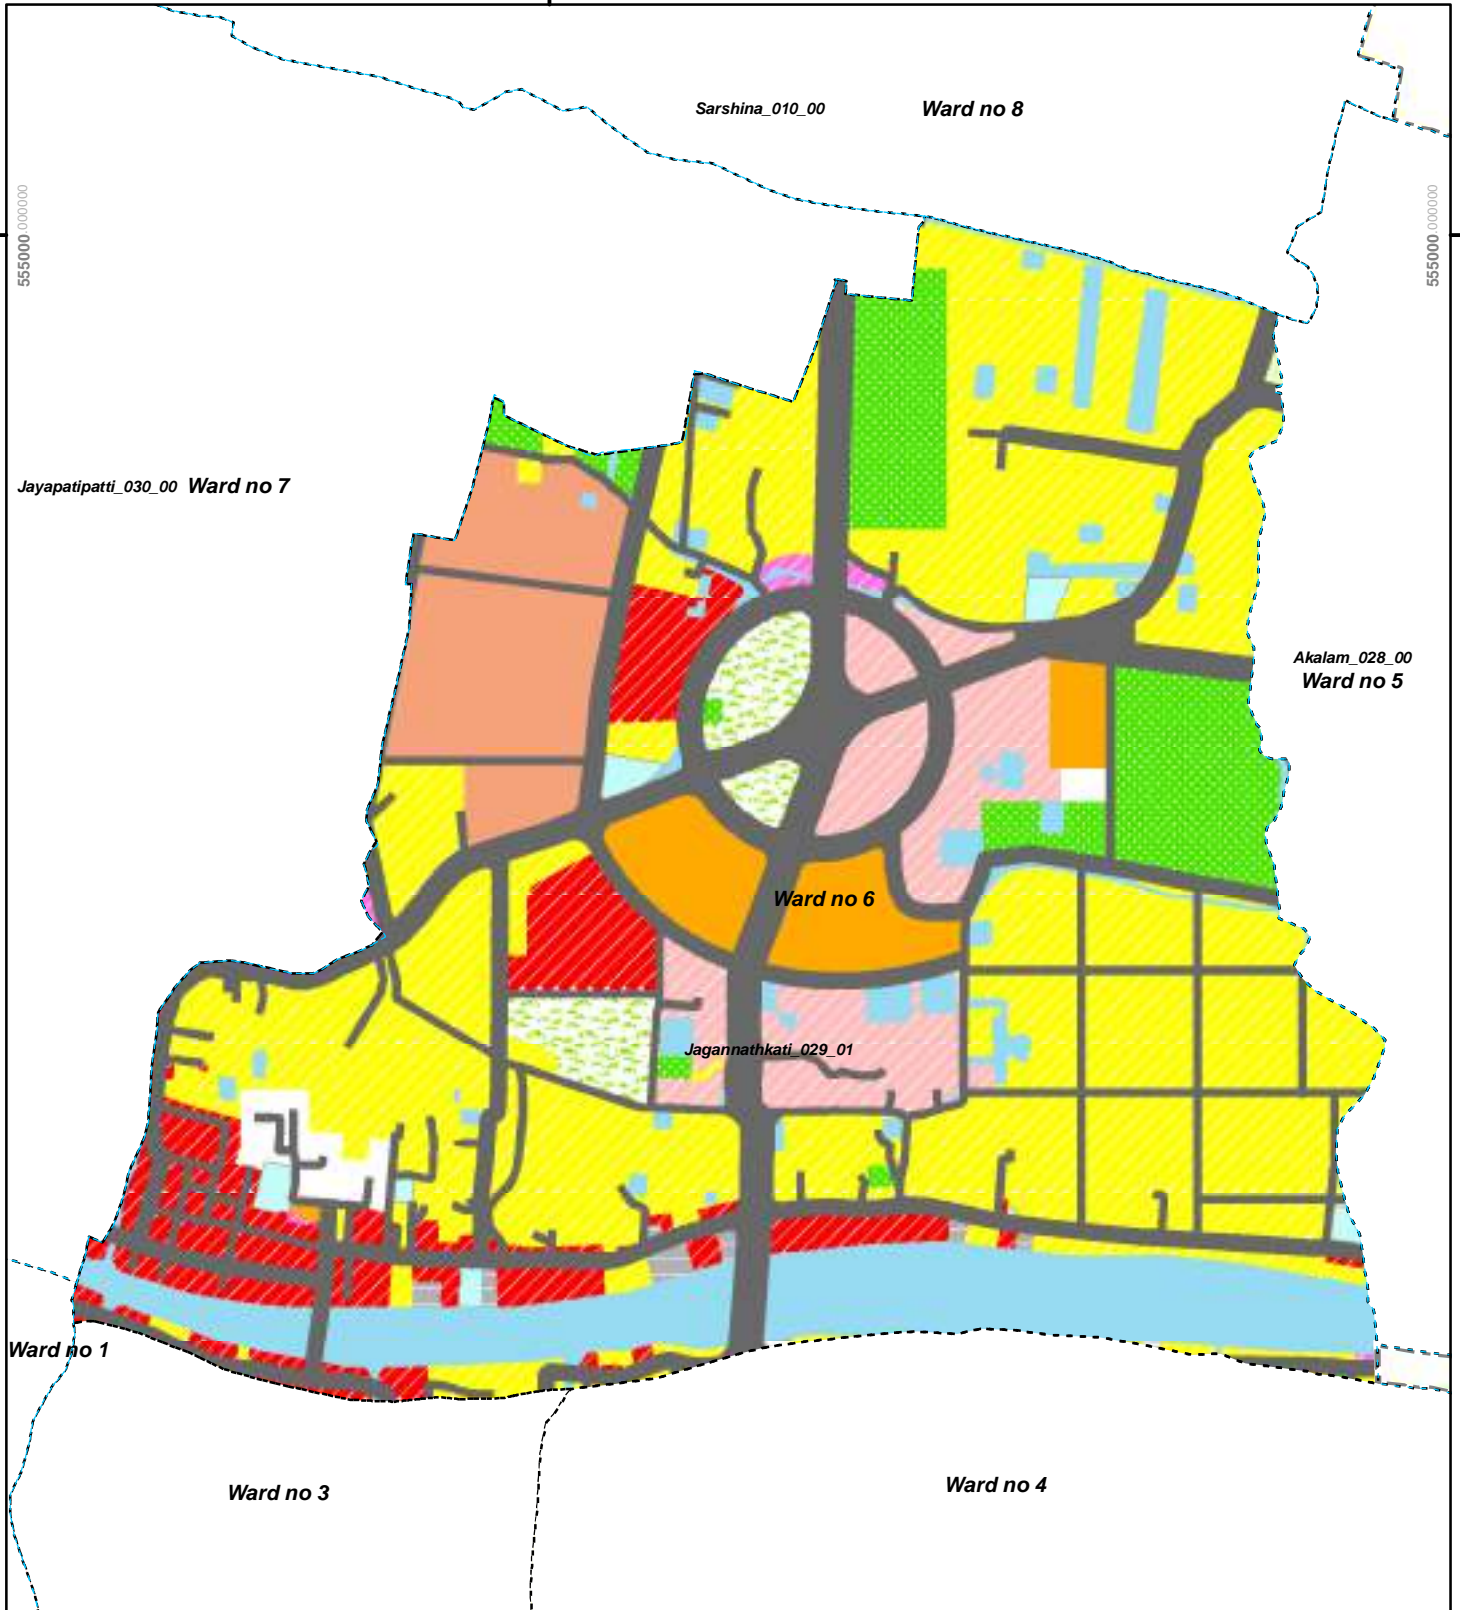 Sarshina_010_00 Ward no 8
555000.000000
555000.000000
Jayapatipatti_030_00 Ward no 7
Akalam_028_00
Ward no 5
Ward no 6
Jagannathkati_029_01
Ward no 1
Ward no 3
Ward no 4